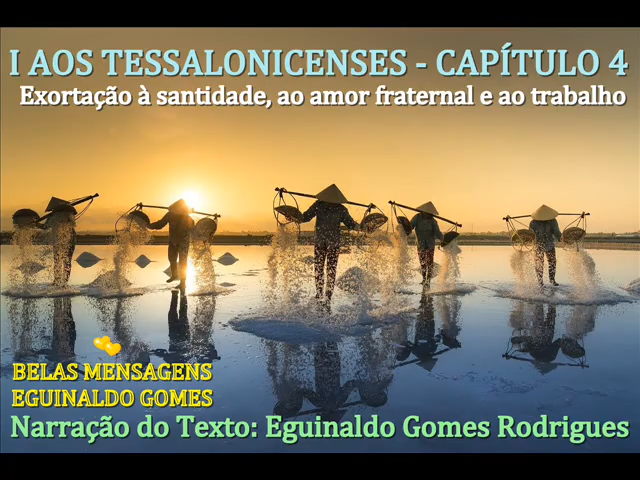 I AOS TESSALONICENSES - CAPÍTULO 4
Exortação à santidade, ao amor fraternal e ao trabalho
BELAS MENSAGENS
EGUINALDO GOMES
Narração do Texto: Eguinaldo Gomes Rodrigues